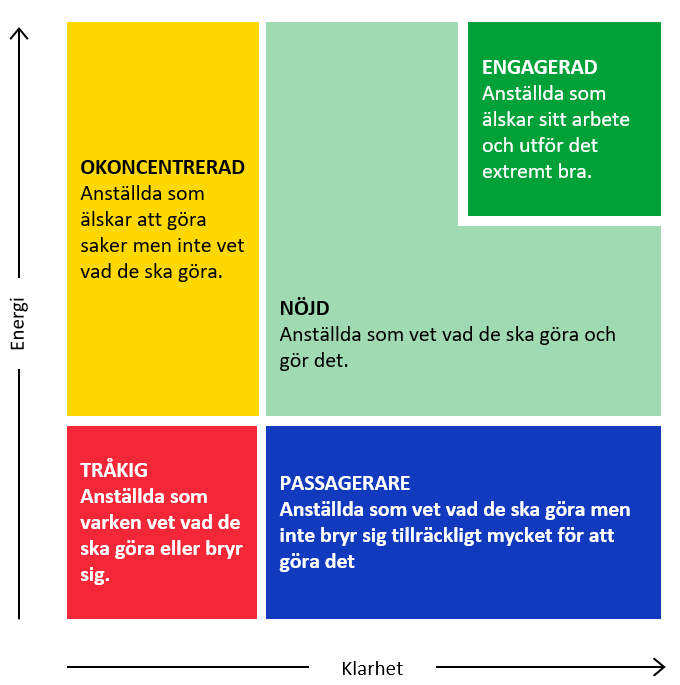 ENGAGERAD
Anställda som
älskar sitt arbete
och utför det
extremt bra.
OKONCENTRERAD
Anställda som
älskar att göra
saker men inte vet
vad de ska göra.
NÖJD
Anställda som vet vad de ska göra och
gör det.
Energi
TRÅKIG
Anställda som
varken vet vad de
ska göra eller bryr
sig.
PASSAGERARE
Anställda som vet vad de ska göra men
inte bryr sig tillräckligt mycket för att
göra det
Klarhet